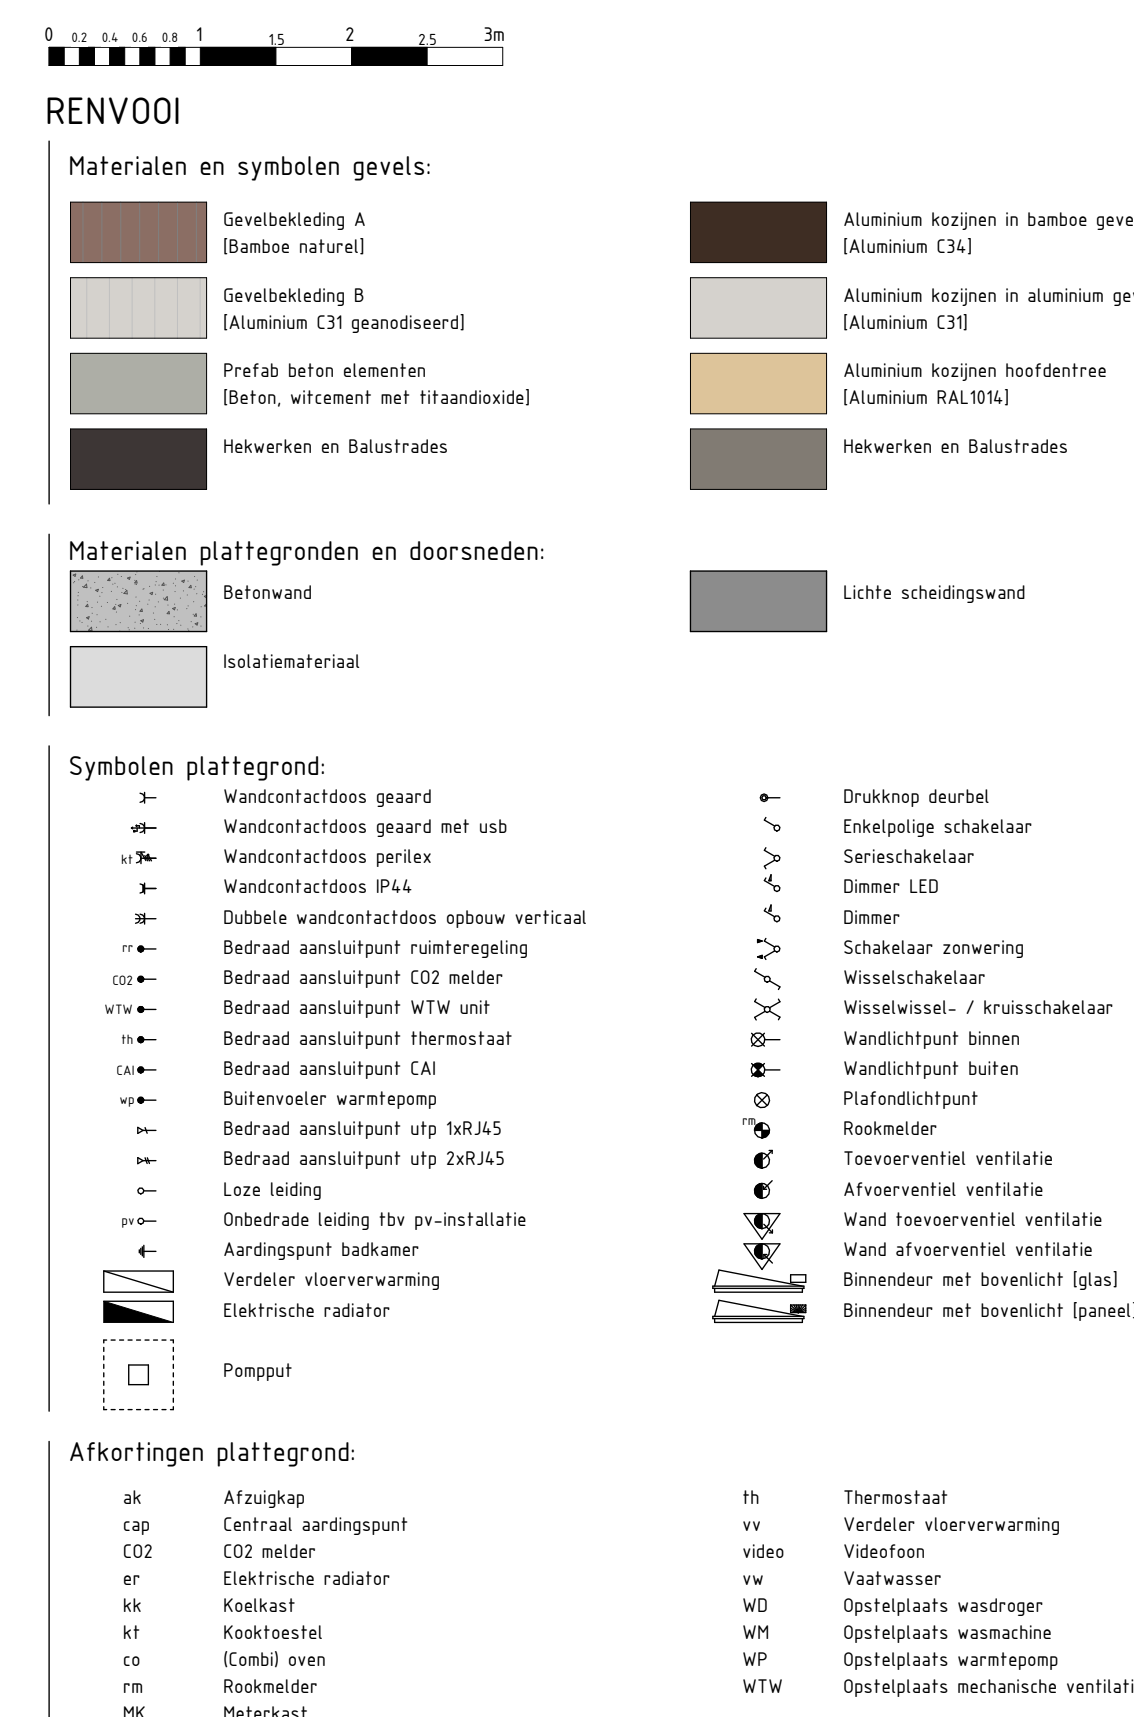 0 0.2 0.4 0.6 0.8 1 1.5 2 2.5 3m
RENVOOI
Materialen en symbolen gevels:
Gevelbekleding A
[Bamboe naturel]
Gevelbekleding B
[Aluminium C31 geanodiseerd]
Prefab beton elementen
[Beton, witcement met titaandioxide]
Hekwerken en Balustrades
Aluminium kozijnen in bamboe geve
[Aluminium C34]
Aluminium kozijnen in aluminium ge
[Aluminium C31]
Aluminium kozijnen hoofdentree
[Aluminium RAL1014]
Hekwerken en Balustrades
Materialen plattegronden en doorsneden:
Betonwand
Isolatiemateriaal
Lichte scheidingswand
Symbolen plattegrond:
Wandcontactdoos geaard
Wandcontactdoos geaard met usb
kt Wandcontactdoos perilex
Wandcontactdoos IP44
Dubbele wandcontactdoos opbouw verticaal
rr Bedraad aansluitpunt ruimteregeling
CO2 Bedraad aansluitpunt CO2 melder
WTW Bedraad aansluitpunt WTW unit
th Bedraad aansluitpunt thermostaat
CAI Bedraad aansluitpunt CAI
wp Buitenvoeler warmtepomp
Bedraad aansluitpunt utp 1xRJ45
Bedraad aansluitpunt utp 2xRJ45
Loze leiding
pv Onbedrade leiding tbv pv-installatie
Aardingspunt badkamer
Verdeler vloerverwarming
Elektrische radiator
Pompput
Drukknop deurbel
Enkelpolige schakelaar
Serieschakelaar
Dimmer LED
Dimmer
Schakelaar zonwering
Wisselschakelaar
Wisselwissel- / kruisschakelaar
Wandlichtpunt binnen
Wandlichtpunt buiten
Plafondlichtpunt
rm Rookmelder
Toevoerventiel ventilatie
Afvoerventiel ventilatie
Wand toevoerventiel ventilatie
Wand afvoerventiel ventilatie
Binnendeur met bovenlicht [glas]
Binnendeur met bovenlicht [paneel]
Afkortingen plattegrond:
ak Afzuigkap
cap Centraal aardingspunt
CO2 CO2 melder
er Elektrische radiator
kk Koelkast
kt Kooktoestel
co (Combi) oven
rm Rookmelder
MK Meterkast
th Thermostaat
vv Verdeler vloerverwarming
video Videofoon
vw Vaatwasser
WD Opstelplaats wasdroger
WM Opstelplaats wasmachine
WP Opstelplaats warmtepomp
WTW Opstelplaats mechanische ventilati